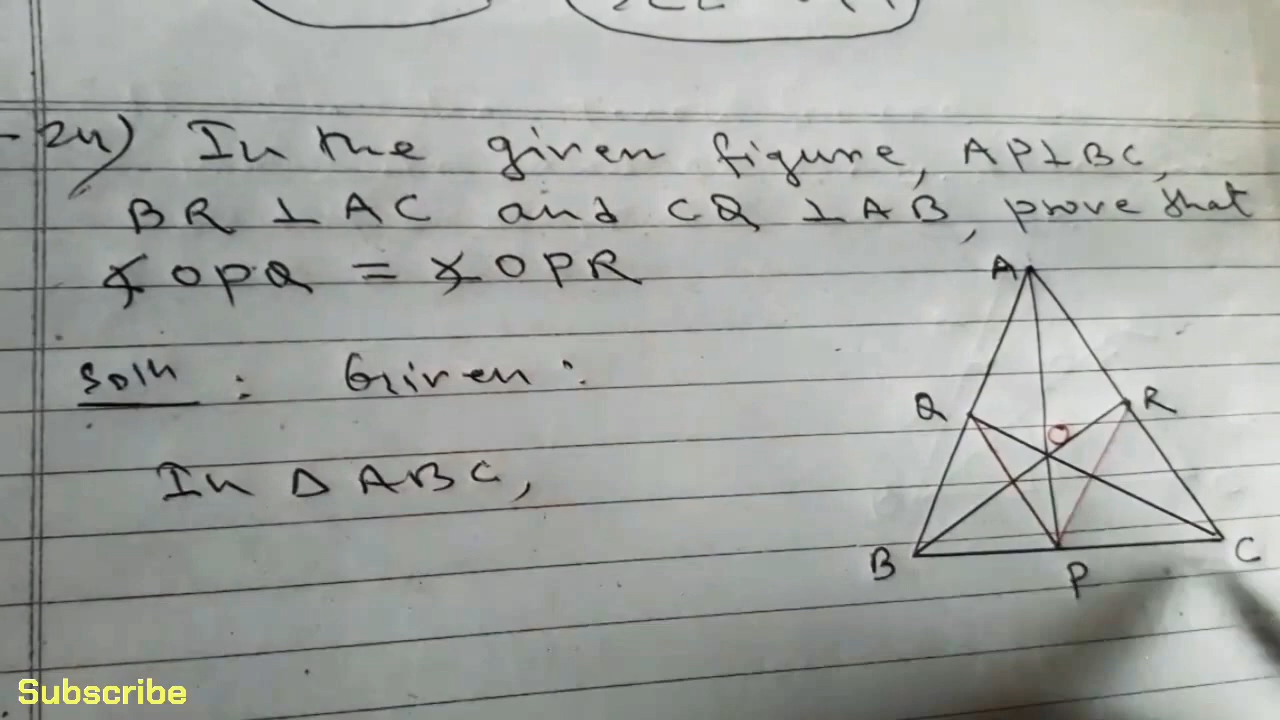 24) In the given figure, AP⊥BC,
BR ⊥ AC and CQ ⊥ AB, prove that
∡OPQ = ∡OPR
Soln : Given :
In △ ABC,
A
Q
R
O
B
P
C
Subscribe